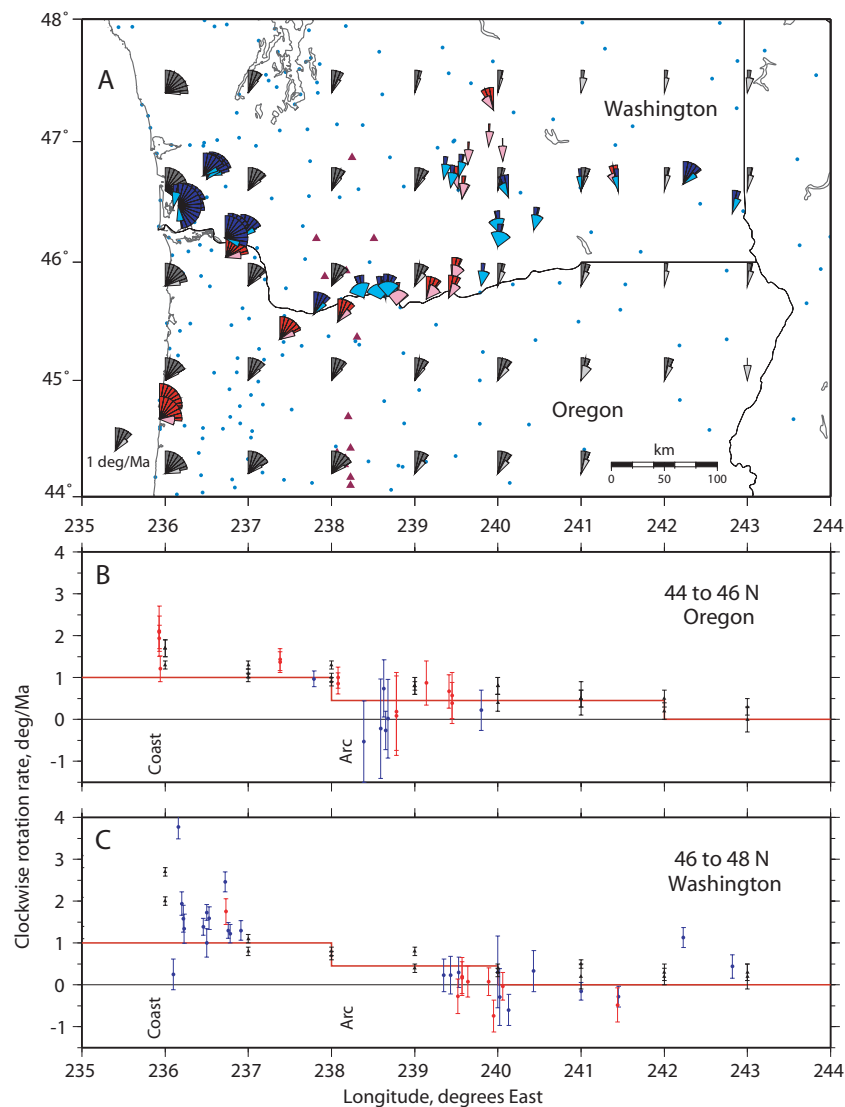 48°
A
Washington
47°
46°
45°
Oregon
1 deg/Ma
km
0 50 100
44°
235 236 237 238 239 240 241 242 243 244
4
B
44 to 46 N
Oregon
3
2
1
0
-1
Coast
Arc
4
C
46 to 48 N
Washington
3
2
1
0
-1
Coast
Arc
Clockwise rotation rate, deg/Ma
235 236 237 238 239 240 241 242 243 244
Longitude, degrees East